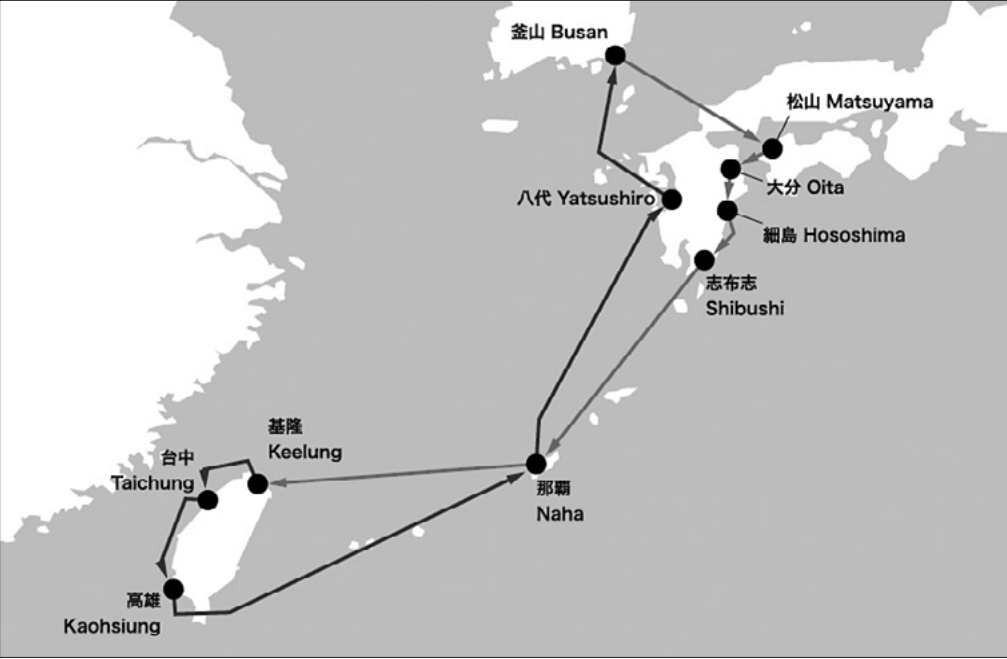 釜山 Busan
松山 Matsuyama
大分 Oita
八代 Yatsushiro
細島 Hososhima
志布志
Shibushi
基隆
Keelung
台中
Taichung
那覇
Naha
高雄
Kaohsiung